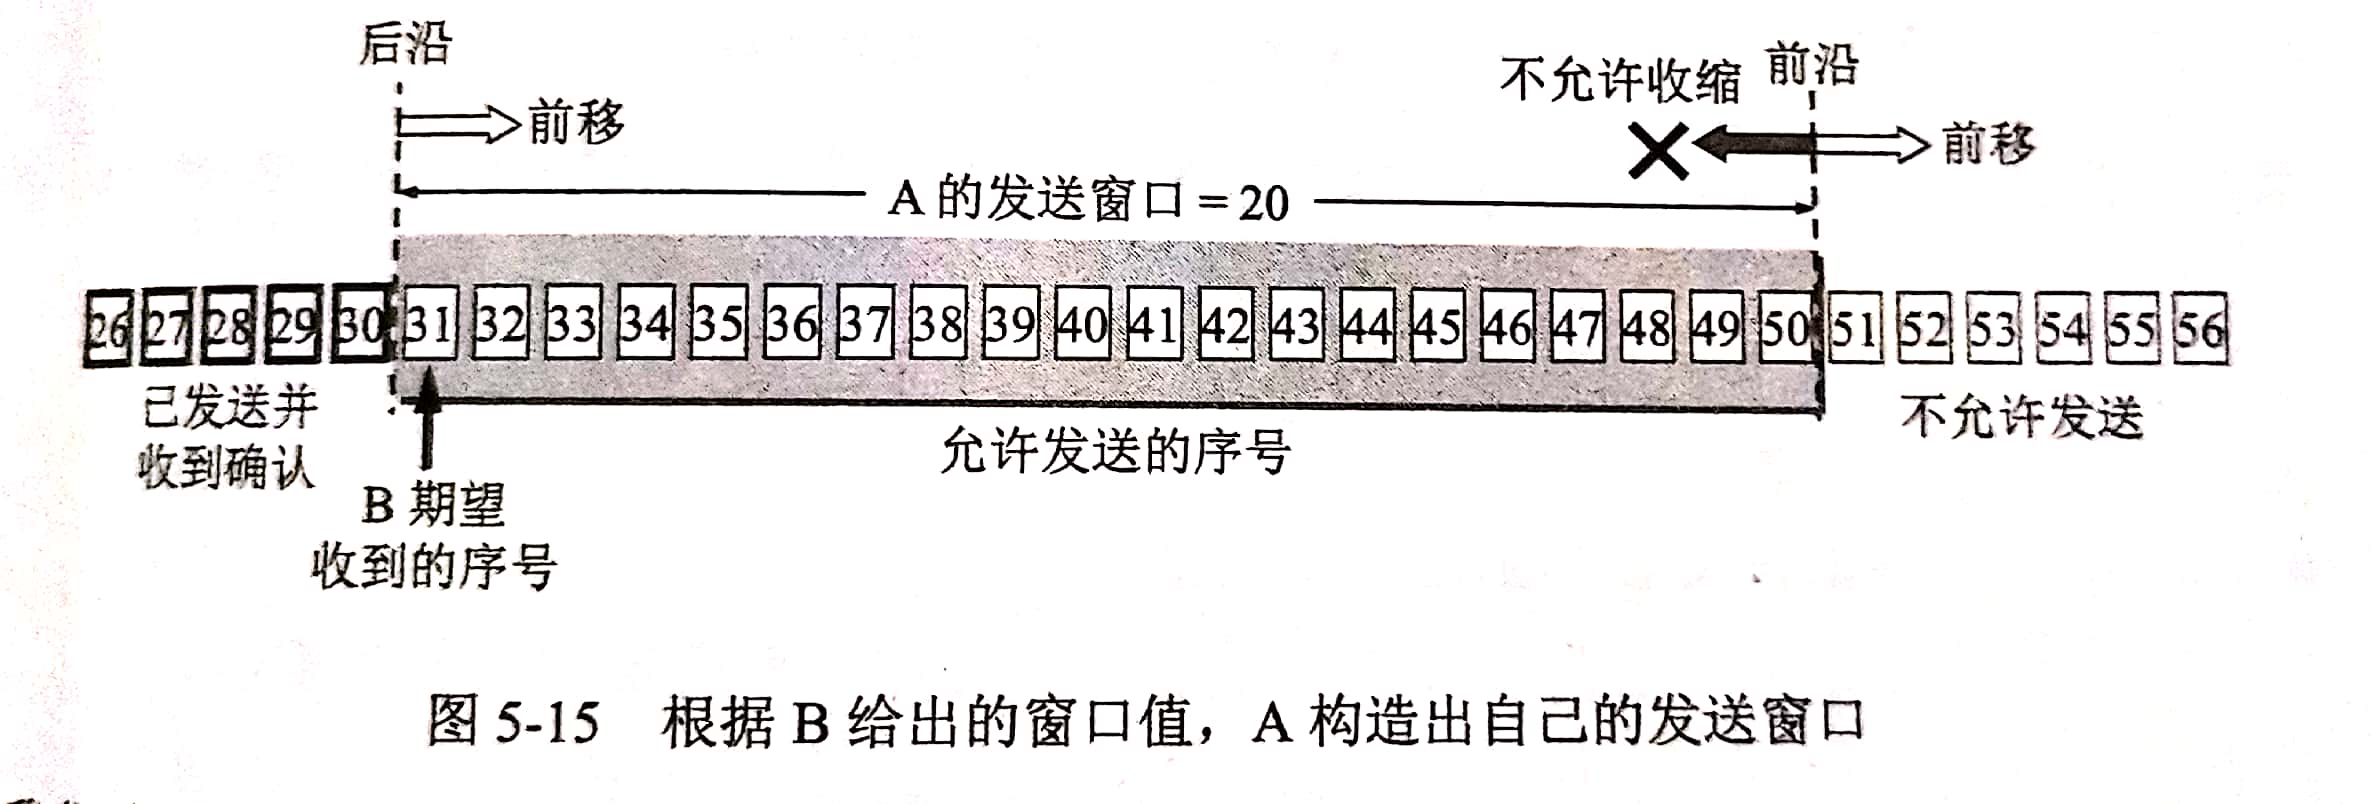 后沿
不允许收缩 前沿
前移
前移
A 的发送窗口 = 20
26 27 28 29 30 31 32 33 34 35 36 37 38 39 40 41 42 43 44 45 46 47 48 49 50 51 52 53 54 55 56
已发送并
收到确认
允许发送的序号
不允许发送
B 期望
收到的序号
图 5-15 根据 B 给出的窗口值，A 构造出自己的发送窗口